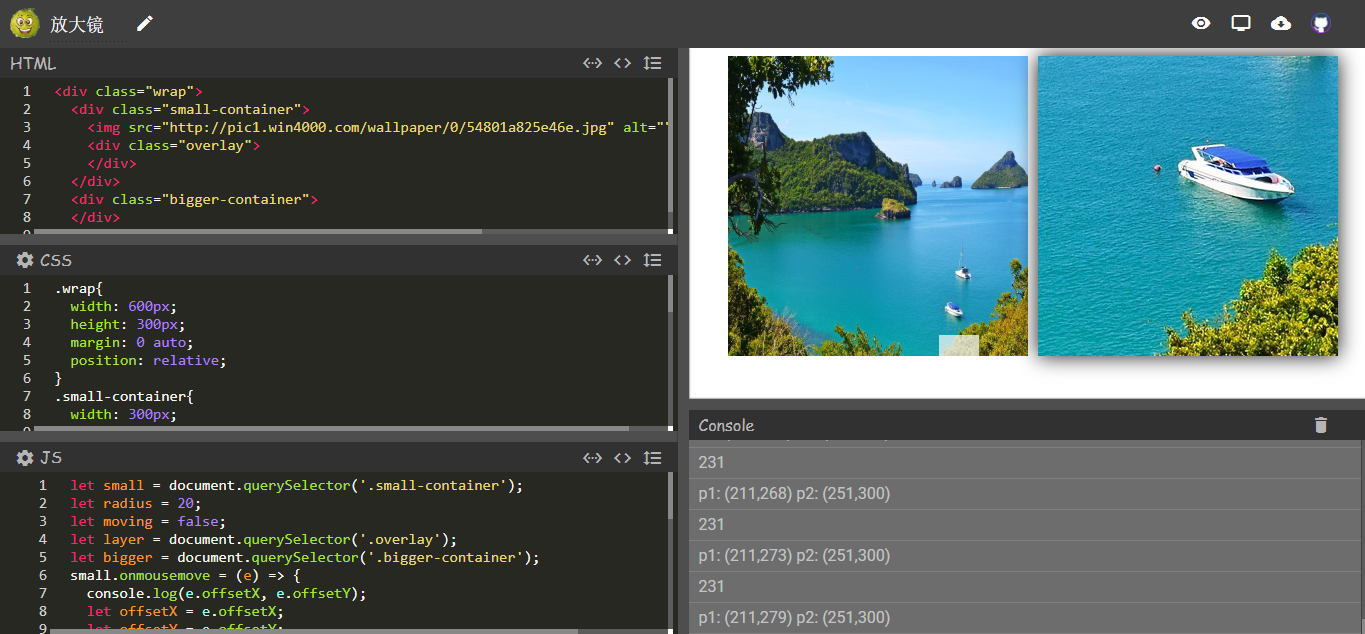 放大镜
HTML
1 <div class="wrap">
2 <div class="small-container">
3 <img src="http://pic1.win4000.com/wallpaper/0/54801a825e46e.jpg" alt=""
4 <div class="overlay">
5 </div>
6 </div>
7 <div class="bigger-container">
8 </div>
9
CSS
1 .wrap{
2 width: 600px;
3 height: 300px;
4 margin: 0 auto;
5 position: relative;
6 }
7 .small-container{
8 width: 300px;
9
JS
1 let small = document.querySelector('.small-container');
2 let radius = 20;
3 let moving = false;
4 let layer = document.querySelector('.overlay');
5 let bigger = document.querySelector('.bigger-container');
6 small.onmousemove = (e) => {
7 console.log(e.offsetX, e.offsetY);
8 let offsetX = e.offsetX;
9 let offsetY = e.offsetY;
Console
231
p1: (211,268) p2: (251,300)
231
p1: (211,273) p2: (251,300)
231
p1: (211,279) p2: (251,300)